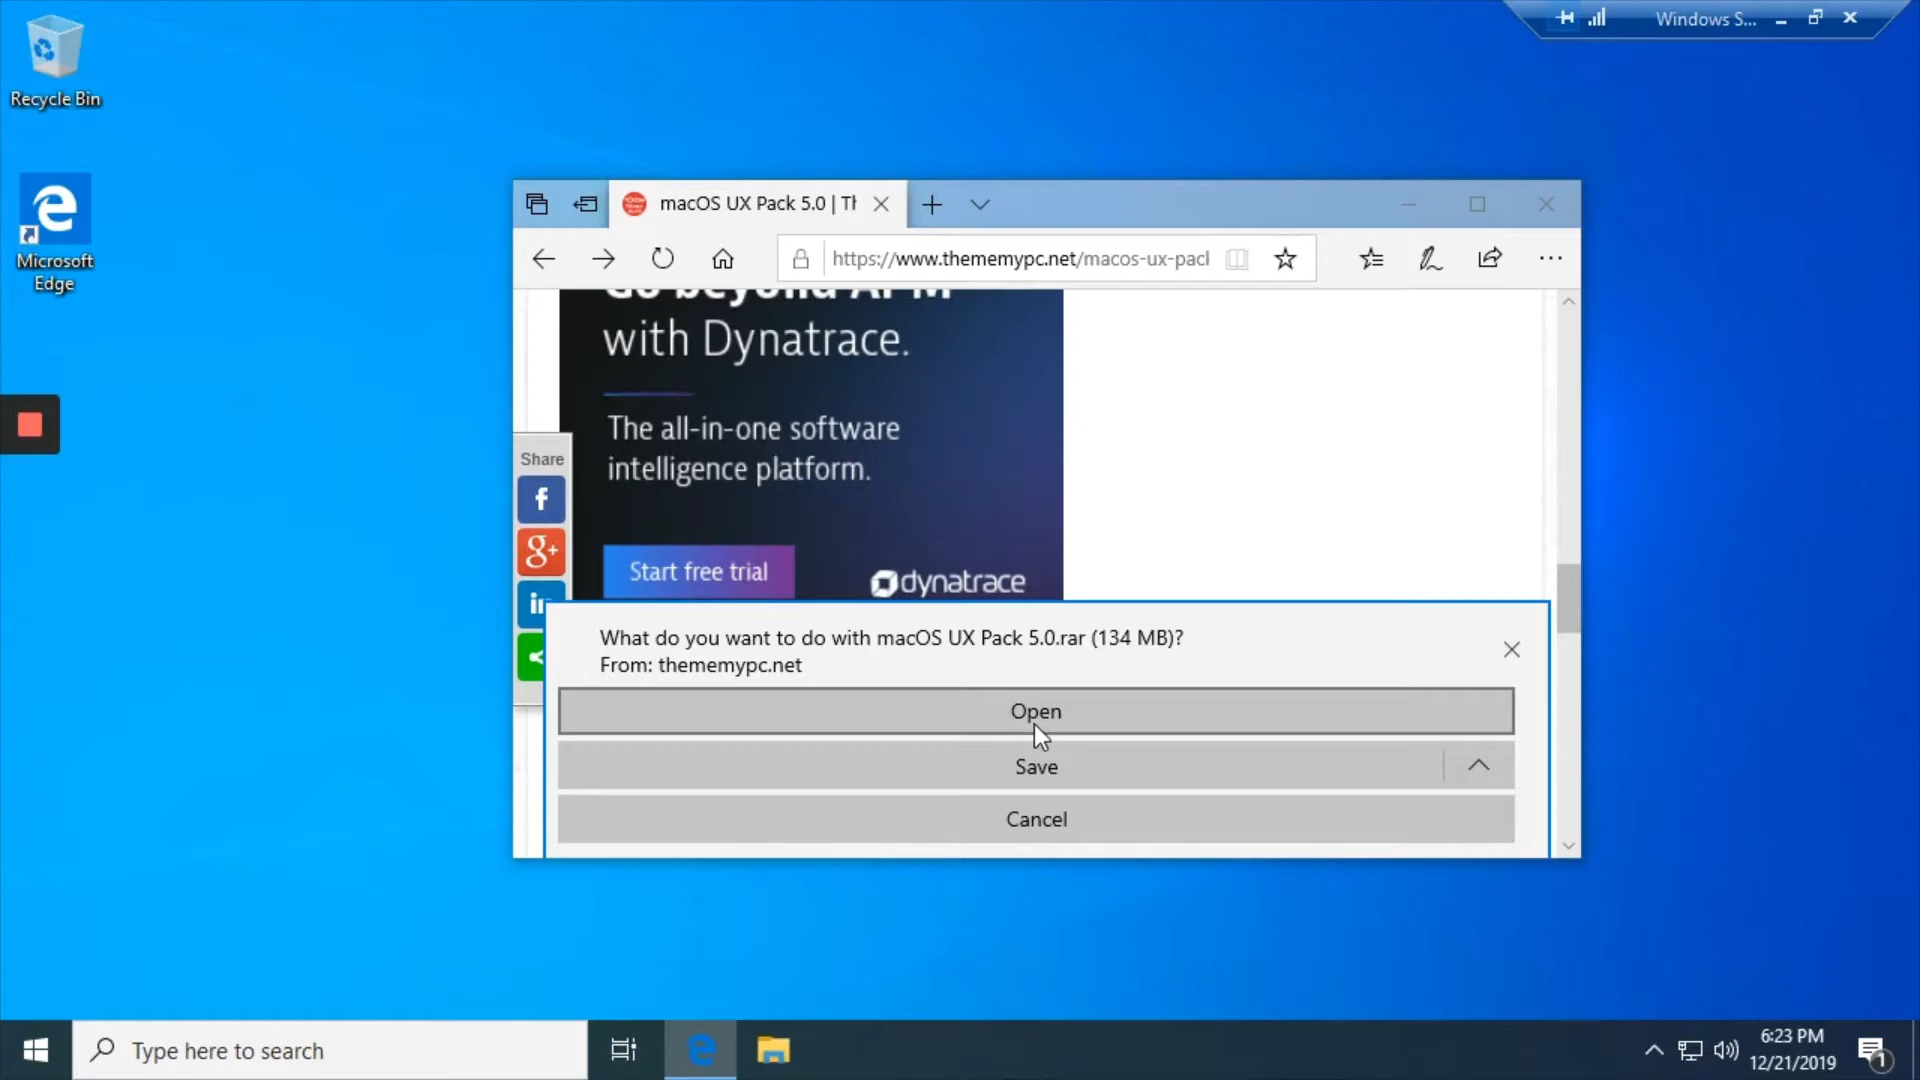 Recycle Bin
Microsoft
Edge
Windows S...
macOS UX Pack 5.0 | Th
https://www.thememypc.net/macos-ux-pacl
with Dynatrace.
The all-in-one software
intelligence platform.
Start free trial
dynatrace
Share
f
g+
in
What do you want to do with macOS UX Pack 5.0.rar (134 MB)?
From: thememypc.net
Open
Save
Cancel
Type here to search
6:23 PM
12/21/2019
1